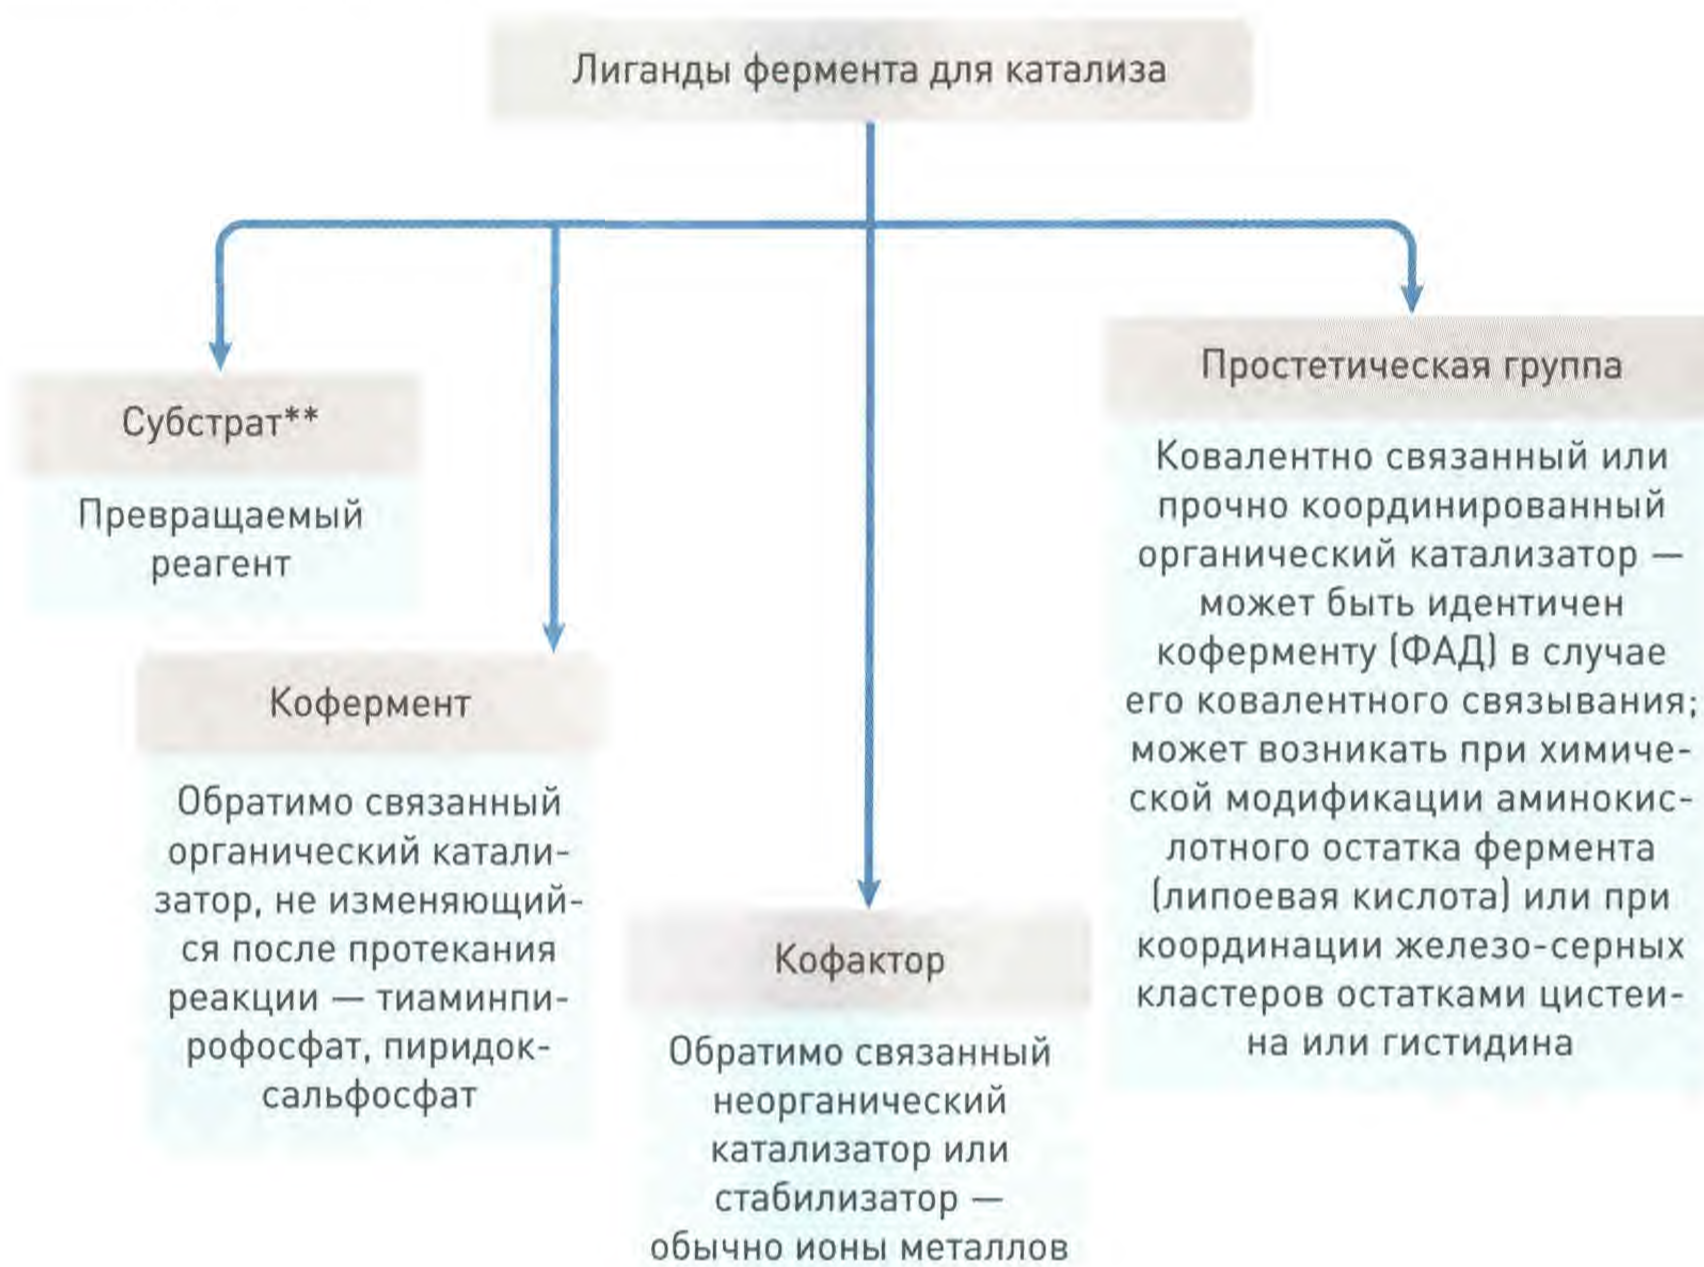 Лиганды фермента для катализа
Субстрат**
Превращаемый
реагент
Кофермент
Обратимо связанный
органический катали-
затор, не изменяющий-
ся после протекания
реакции — тиаминпи-
рофосфат, пиридок-
сальфосфат
Кофактор
Обратимо связанный
неорганический
катализатор или
стабилизатор —
обычно ионы металлов
Простетическая группа
Ковалентно связанный или
прочно координированный
органический катализатор —
может быть идентичен
коферменту (ФАД) в случае
его ковалентного связывания;
может возникать при химиче-
ской модификации аминокис-
лотного остатка фермента
(липоевая кислота) или при
координации железо-серных
кластеров остатками цистеи-
на или гистидина